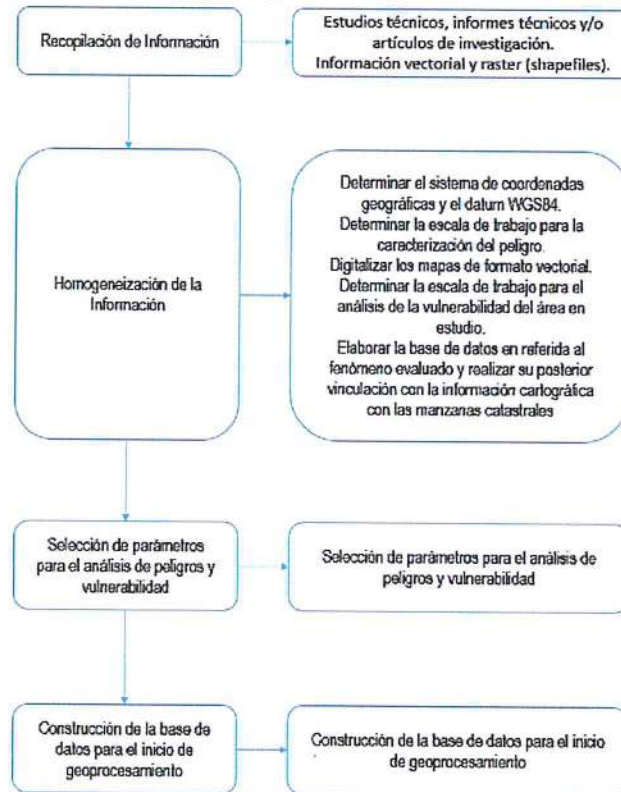 Recopilación de Información
Estudios técnicos, informes técnicos y/o
artículos de investigación.
Información vectorial y raster (shapefiles).
Homogeneización de la
Información
Determinar el sistema de coordenadas
geográficas y el datum WGS84.
Determinar la escala de trabajo para la
caracterización del peligro.
Digitalizar los mapas de formato vectorial.
Determinar la escala de trabajo para el
análisis de la vulnerabilidad del área en
estudio.
Elaborar la base de datos en referida al
fenómeno evaluado y realizar su posterior
vinculación con la información cartográfica
con las manzanas catastrales
Selección de parámetros
para el análisis de peligros y
vulnerabilidad
Selección de parámetros para el análisis de
peligros y vulnerabilidad
Construcción de la base de
datos para el inicio de
geoprocesamiento
Construcción de la base de datos para el inicio
de geoprocesamiento